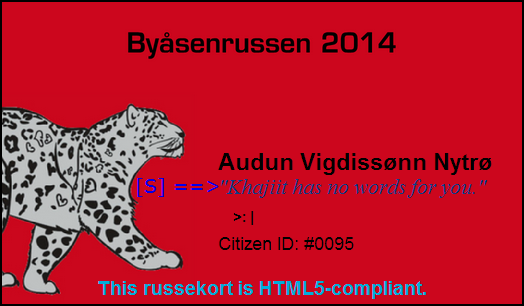 Byåsenrussen 2014
Audun Vigdissønn Nytrø
[S] ==>"Khajiit has no words for you."
>: |
Citizen ID: #0095
This russekort is HTML5-compliant.